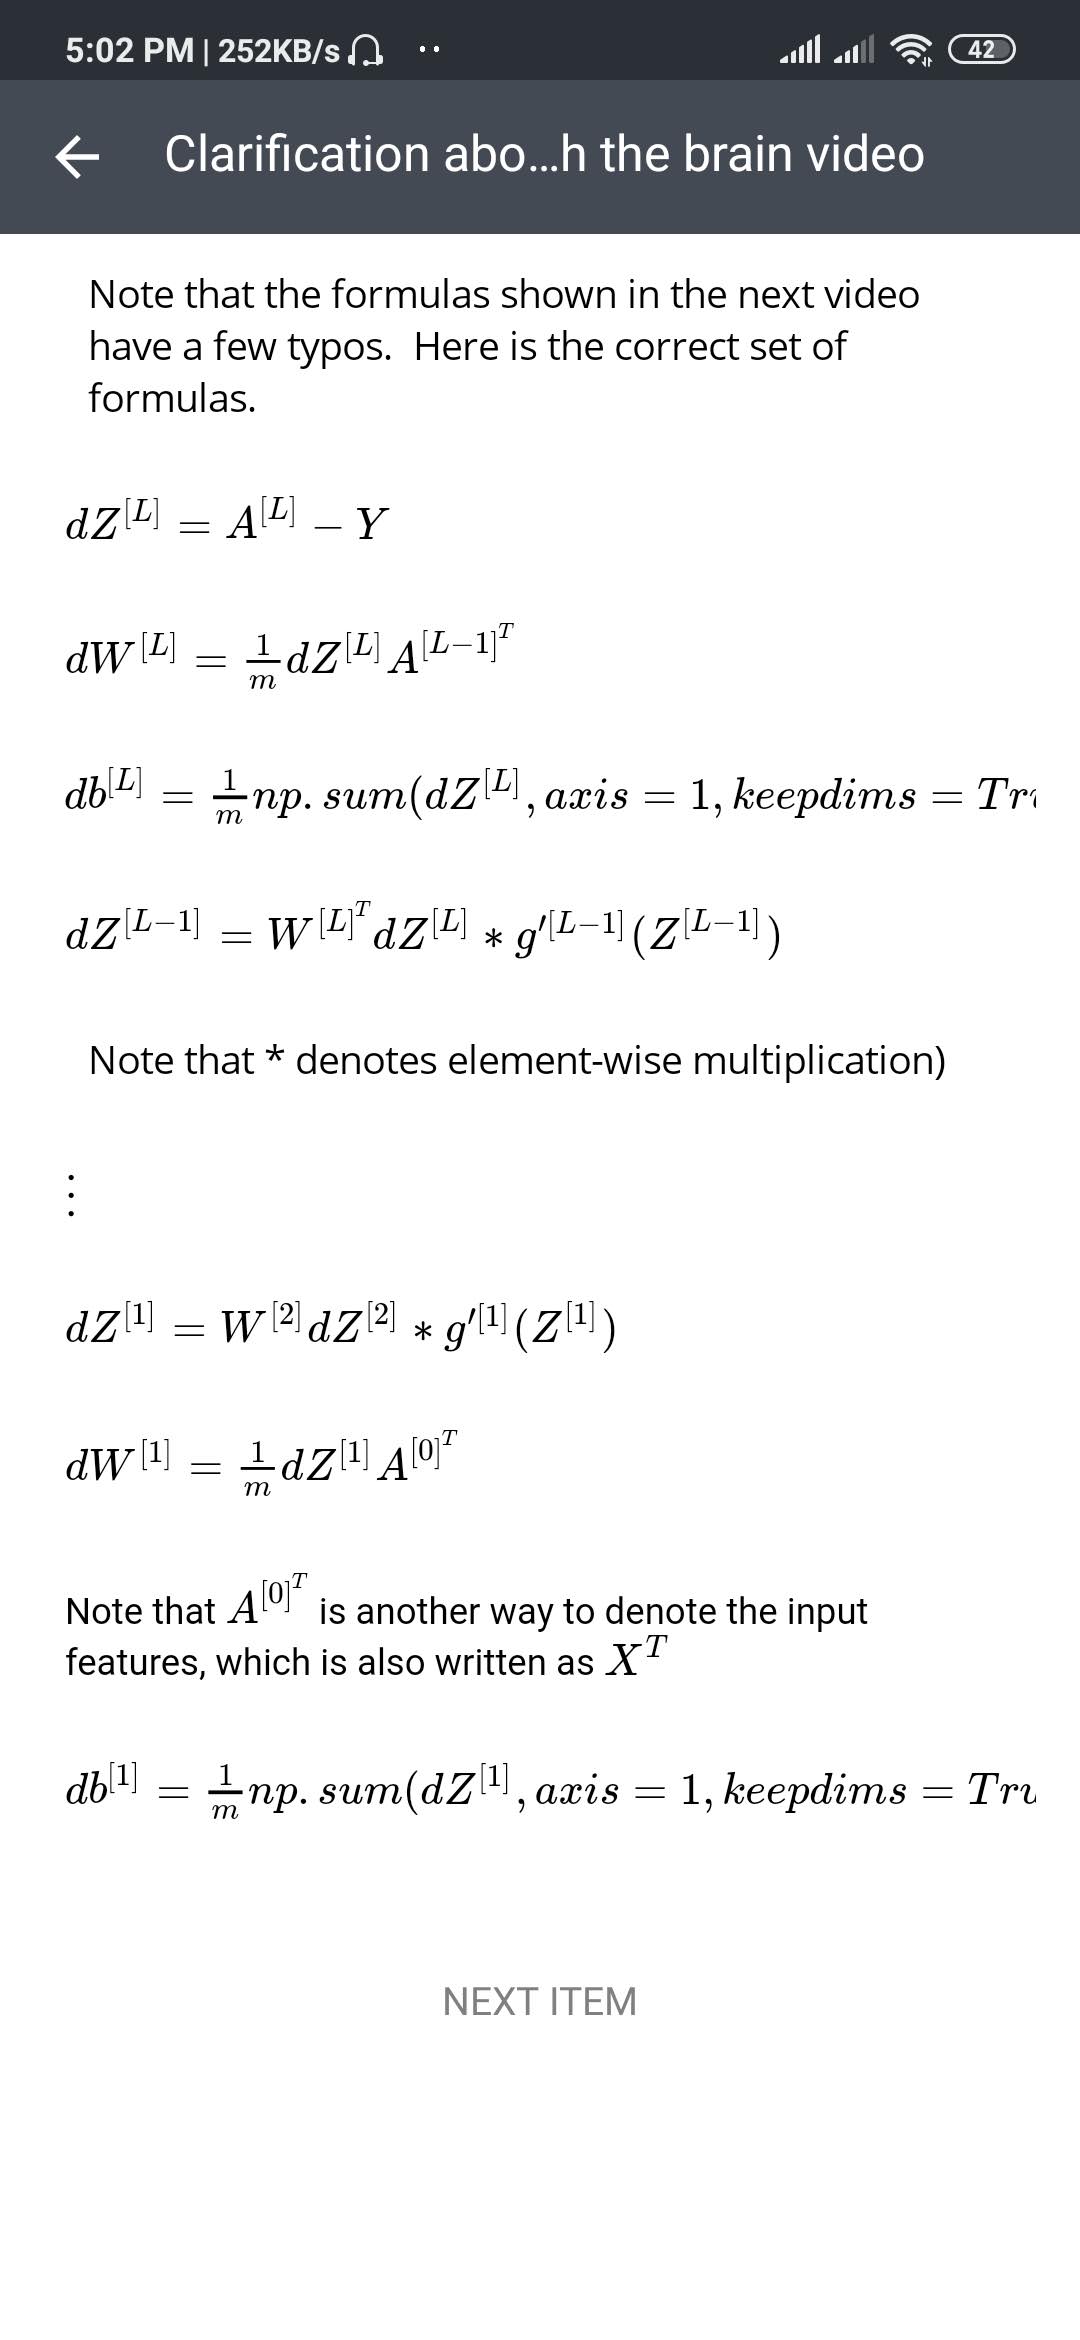 5:02 PM | 252KB/s
42
Clarification abo...h the brain video
Note that the formulas shown in the next video
have a few typos.  Here is the correct set of
formulas.
dZ^{[L]} = A^{[L]} − Y
dW^{[L]} = \frac{1}{m} dZ^{[L]} A^{[L−1]^T}
db^{[L]} = \frac{1}{m} np.sum(dZ^{[L]}, axis = 1, keepdims = Tr
dZ^{[L−1]} = W^{[L]^T} dZ^{[L]} * g'^{[L−1]}(Z^{[L−1]})
Note that * denotes element-wise multiplication)
⋮
dZ^{[1]} = W^{[2]} dZ^{[2]} * g'^{[1]}(Z^{[1]})
dW^{[1]} = \frac{1}{m} dZ^{[1]} A^{[0]^T}
Note that A^{[0]^T} is another way to denote the input
features, which is also written as X^T
db^{[1]} = \frac{1}{m} np.sum(dZ^{[1]}, axis = 1, keepdims = Tru
NEXT ITEM